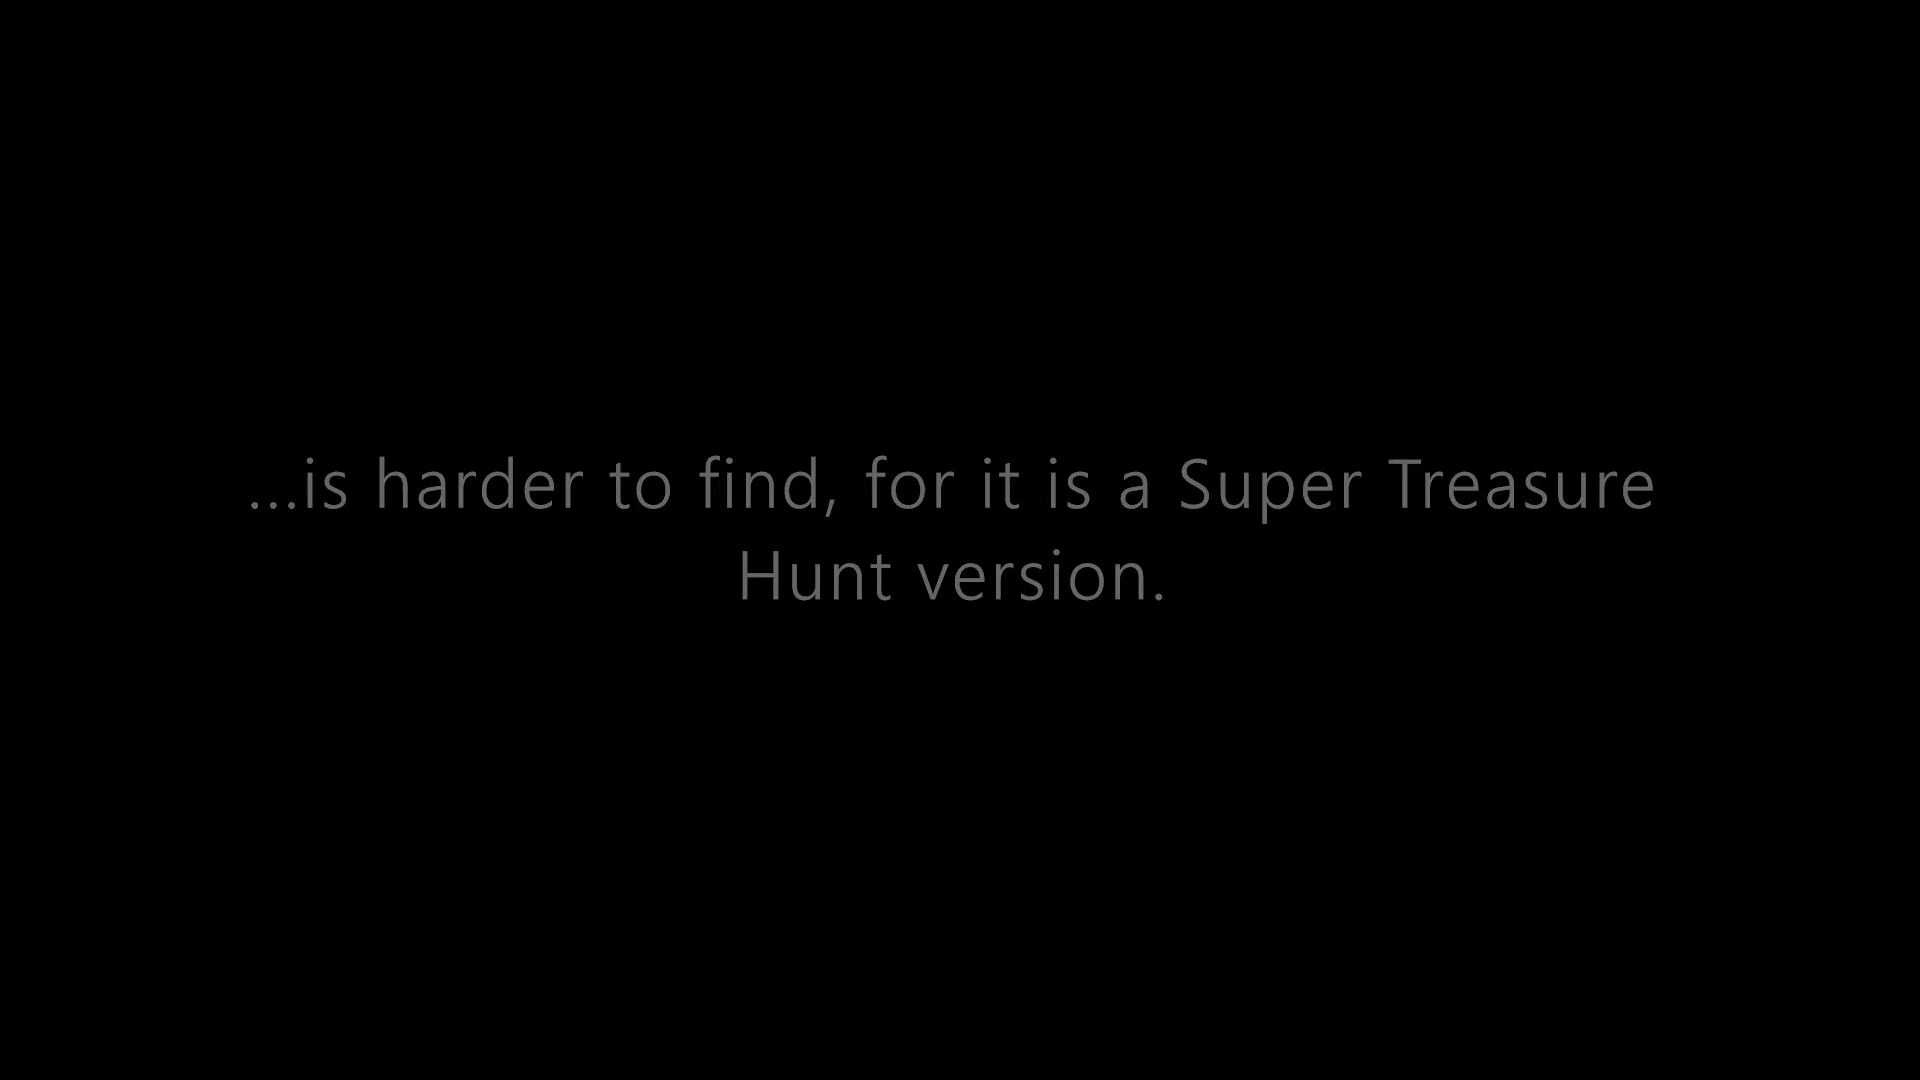 ...is harder to find, for it is a Super Treasure
Hunt version.